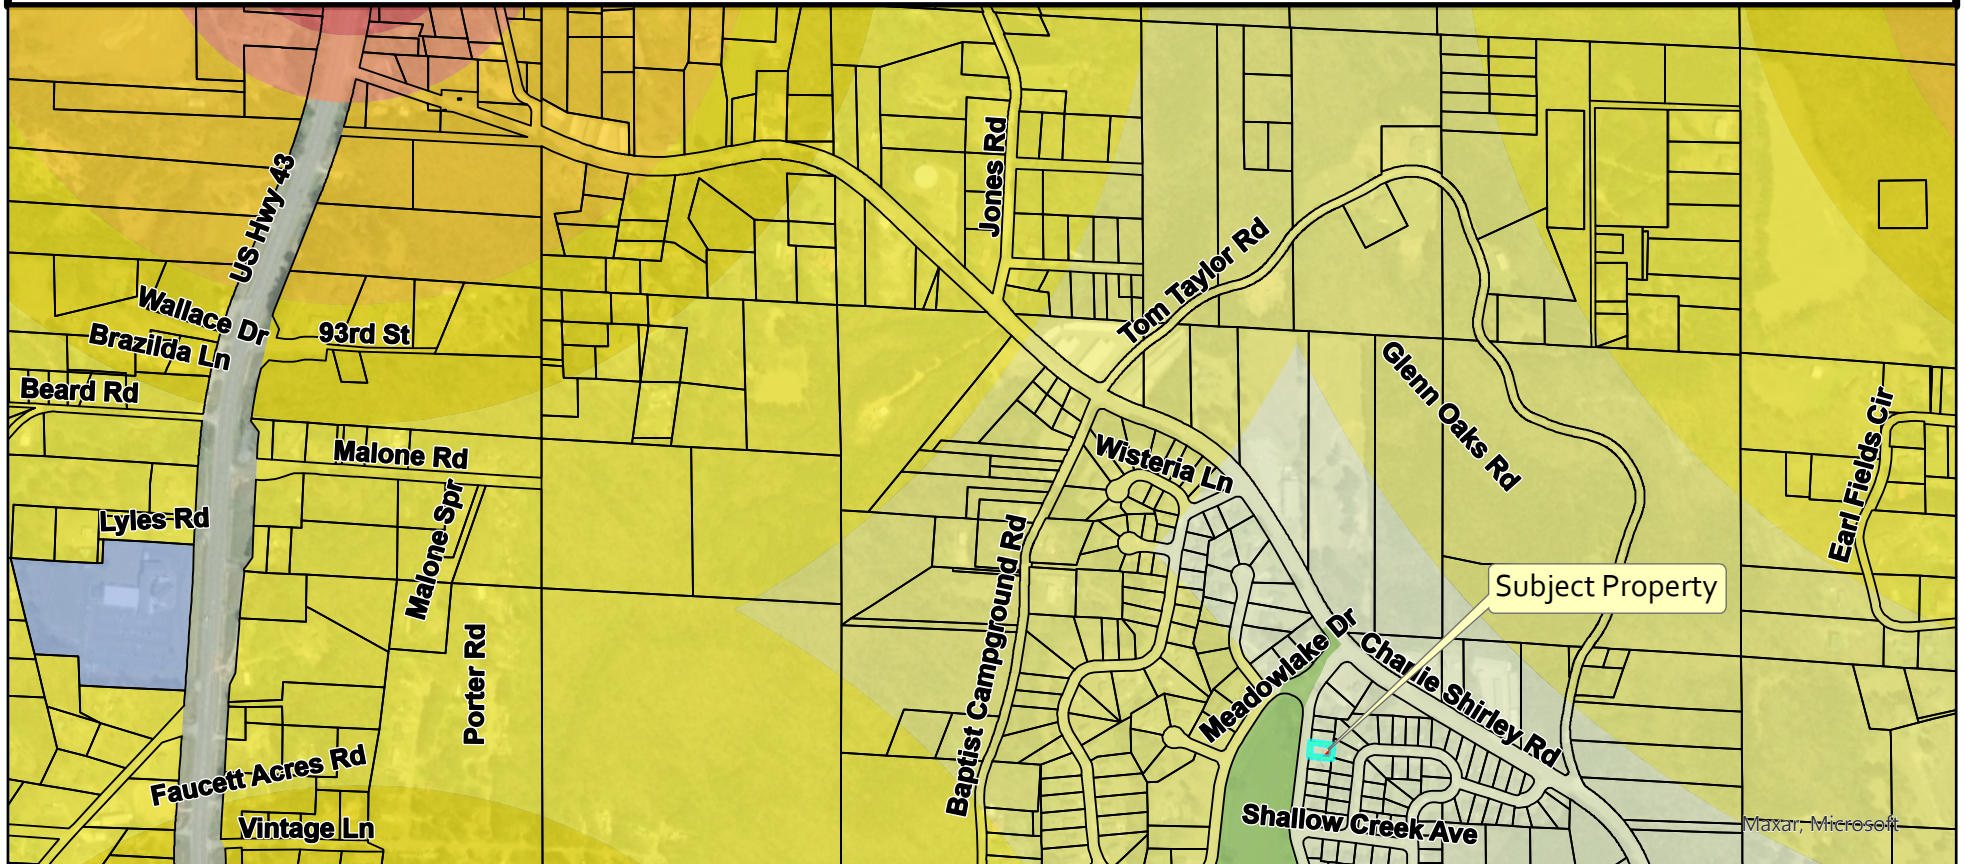 Jones Rd
US Hwy 43
Tom Taylor Rd
Wallace Dr
93rd St
Brazilda Ln
Beard Rd
Glenn Oaks Rd
Earl Fields Cir
Malone Rd
Wisteria Ln
Malone Spr
Lyles Rd
Baptist Campground Rd
Subject Property
Meadowlake Dr
Charlie Shirley Rd
Porter Rd
Faucett Acres Rd
Vintage Ln
Shallow Creek Ave
Maxar, Microsoft